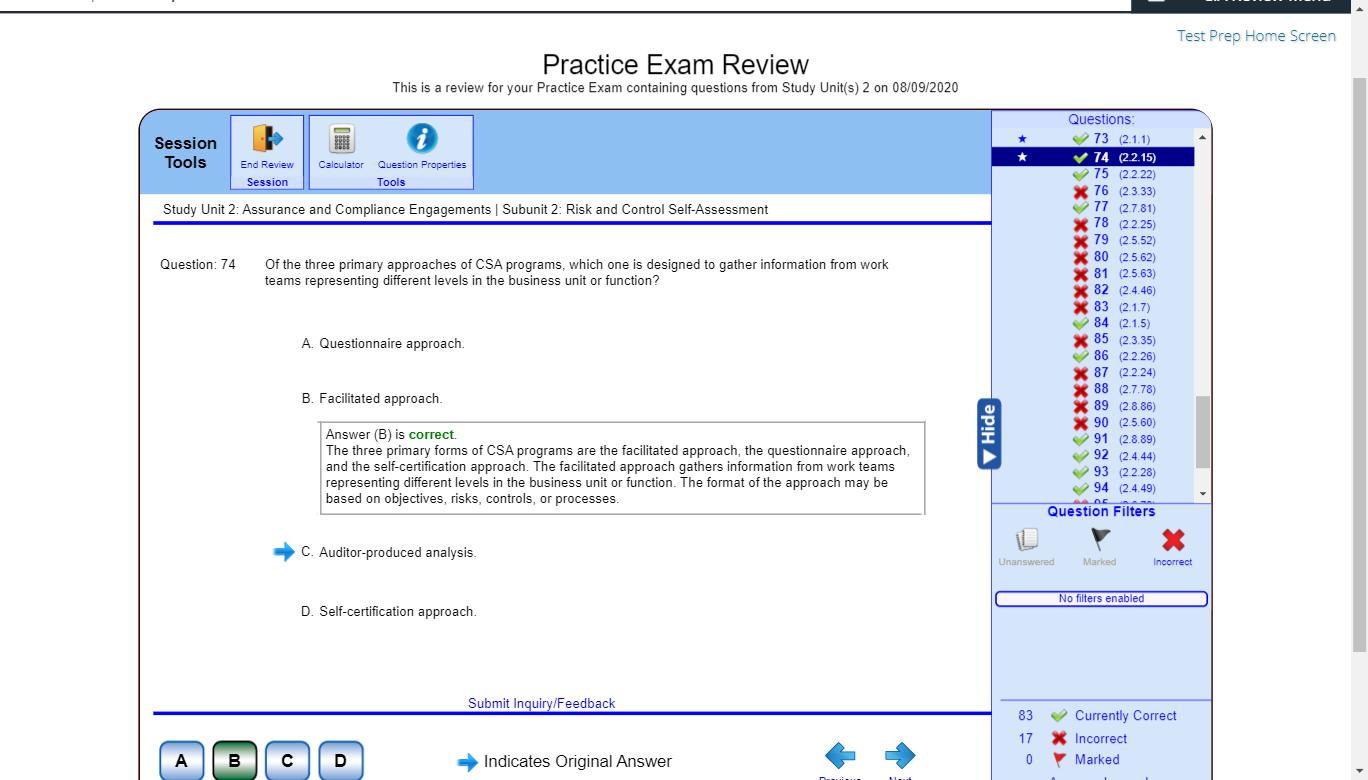 Test Prep Home Screen
Practice Exam Review
This is a review for your Practice Exam containing questions from Study Unit(s) 2 on 08/09/2020
Session
Tools
End Review
Session
Calculator
Question Properties
Tools
Study Unit 2: Assurance and Compliance Engagements | Subunit 2: Risk and Control Self-Assessment
Question: 74
Of the three primary approaches of CSA programs, which one is designed to gather information from work
teams representing different levels in the business unit or function?
A. Questionnaire approach.
B. Facilitated approach.
Answer (B) is correct.
The three primary forms of CSA programs are the facilitated approach, the questionnaire approach,
and the self-certification approach. The facilitated approach gathers information from work teams
representing different levels in the business unit or function. The format of the approach may be
based on objectives, risks, controls, or processes.
C. Auditor-produced analysis.
D. Self-certification approach.
Submit Inquiry/Feedback
A
B
C
D
Indicates Original Answer
Previous
Next
Hide
Questions:
73 (2.1.1)
74 (2.2.15)
75 (2.2.22)
76 (2.3.33)
77 (2.7.81)
78 (2.2.25)
79 (2.5.52)
80 (2.5.62)
81 (2.5.63)
82 (2.4.46)
83 (2.1.7)
84 (2.1.5)
85 (2.3.35)
86 (2.2.26)
87 (2.2.24)
88 (2.7.78)
89 (2.8.86)
90 (2.5.60)
91 (2.8.89)
92 (2.4.44)
93 (2.2.28)
94 (2.4.49)
Question Filters
Unanswered
Marked
Incorrect
No filters enabled
83 Currently Correct
17 Incorrect
0 Marked